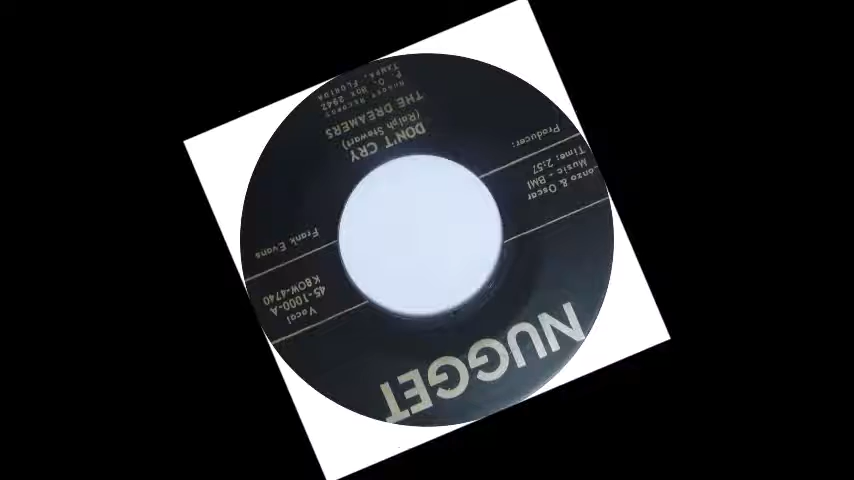 NUGGET
Lonzo & Oscar
Music - BMI
Time: 2:57
Producer:
Vocal
45-1000-A
K8OW-4740
Frank Evans
DON'T CRY
(Ralph Stewart)
THE DREAMERS
NUGGET RECORDS
P. O. BOX 2942
TAMPA, FLORIDA